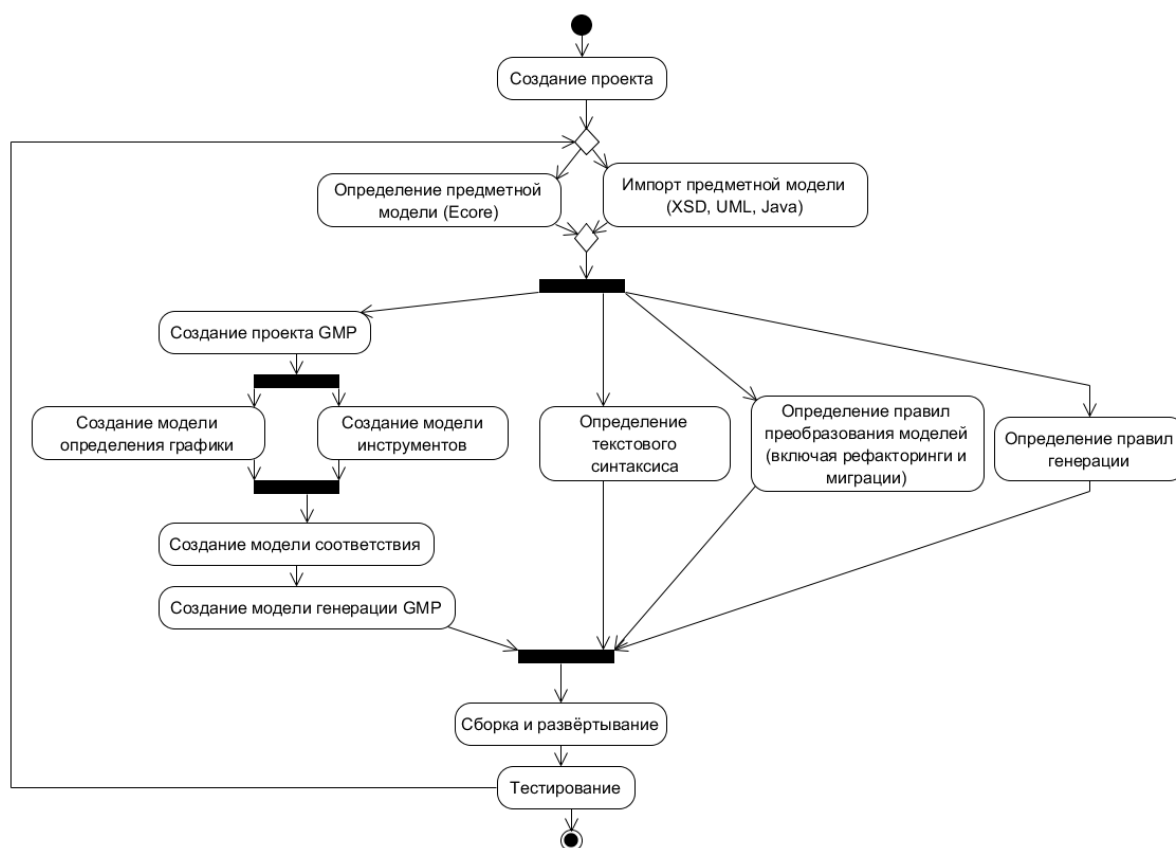 Создание проекта
Определение предметной
модели (Ecore)
Импорт предметной модели
(XSD, UML, Java)
Создание проекта GMP
Создание модели
определения графики
Создание модели
инструментов
Определение
текстового
синтаксиса
Определение правил
преобразования моделей
(включая рефакторинги и
миграции)
Определение правил
генерации
Создание модели соответствия
Создание модели генерации GMP
Сборка и развёртывание
Тестирование